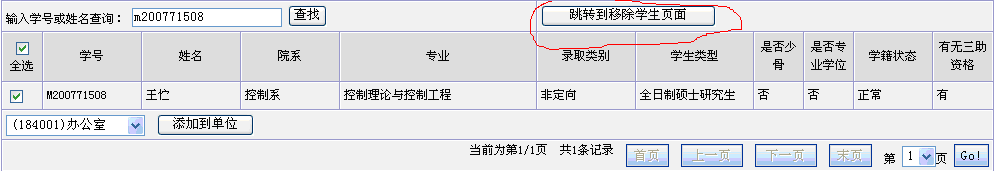 输入学号或姓名查询： m200771508 查找 跳转到移除学生页面
全选 学号 姓名 院系 专业 录取类别 学生类型 是否少骨 是否专业学位 学籍状态 有无三助资格
M200771508 王伫 控制系 控制理论与控制工程 非定向 全日制硕士研究生 否 否 正常 有
(184001)办公室 添加到单位
当前为第1/1页 共1条记录 首页 上一页 下一页 末页 第 1 页 Go!